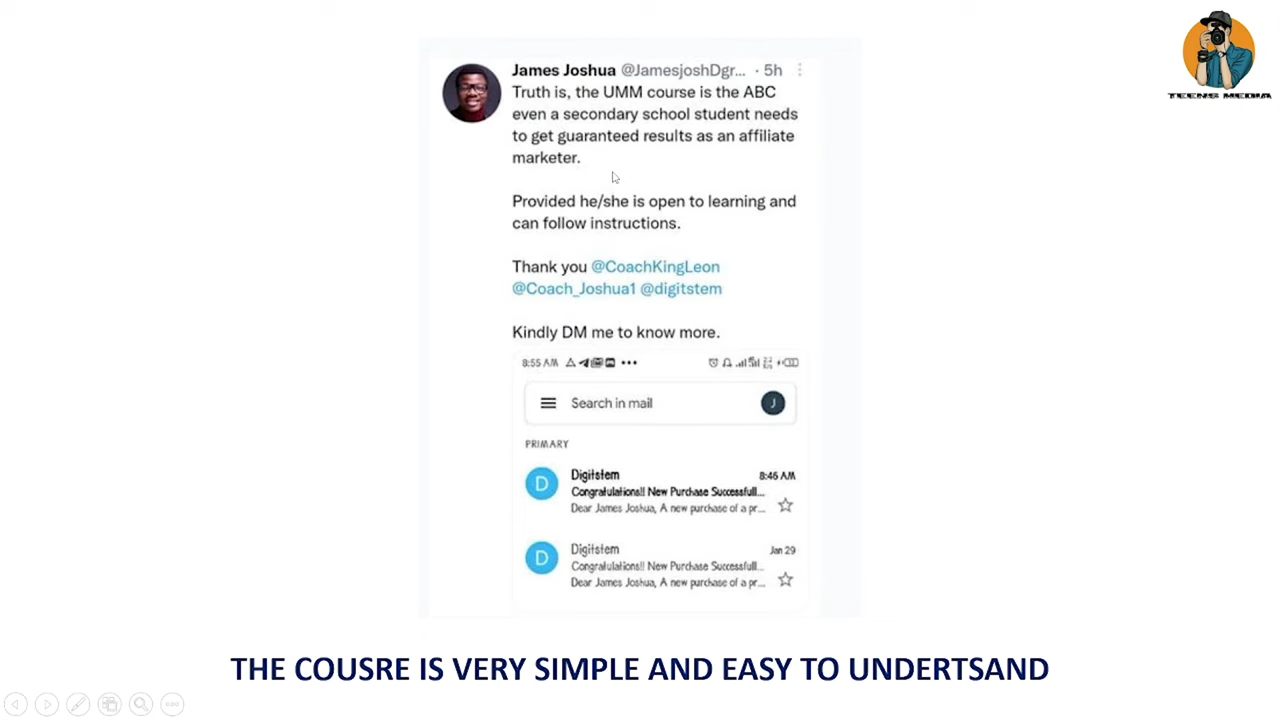 TEENS MEDIA
James Joshua @JamesjoshDgr... · 5h
Truth is, the UMM course is the ABC
even a secondary school student needs
to get guaranteed results as an affiliate
marketer.
Provided he/she is open to learning and
can follow instructions.
Thank you @CoachKingLeon
@Coach_Joshua1 @digitstem
Kindly DM me to know more.
8:55 AM
Search in mail
J
PRIMARY
D
Digitstem 8:46 AM
Congratulations!! New Purchase Successfull...
Dear James Joshua, A new purchase of a pr...
D
Digitstem Jan 29
Congratulations!! New Purchase Successfull...
Dear James Joshua, A new purchase of a pr...
THE COUSRE IS VERY SIMPLE AND EASY TO UNDERTSAND